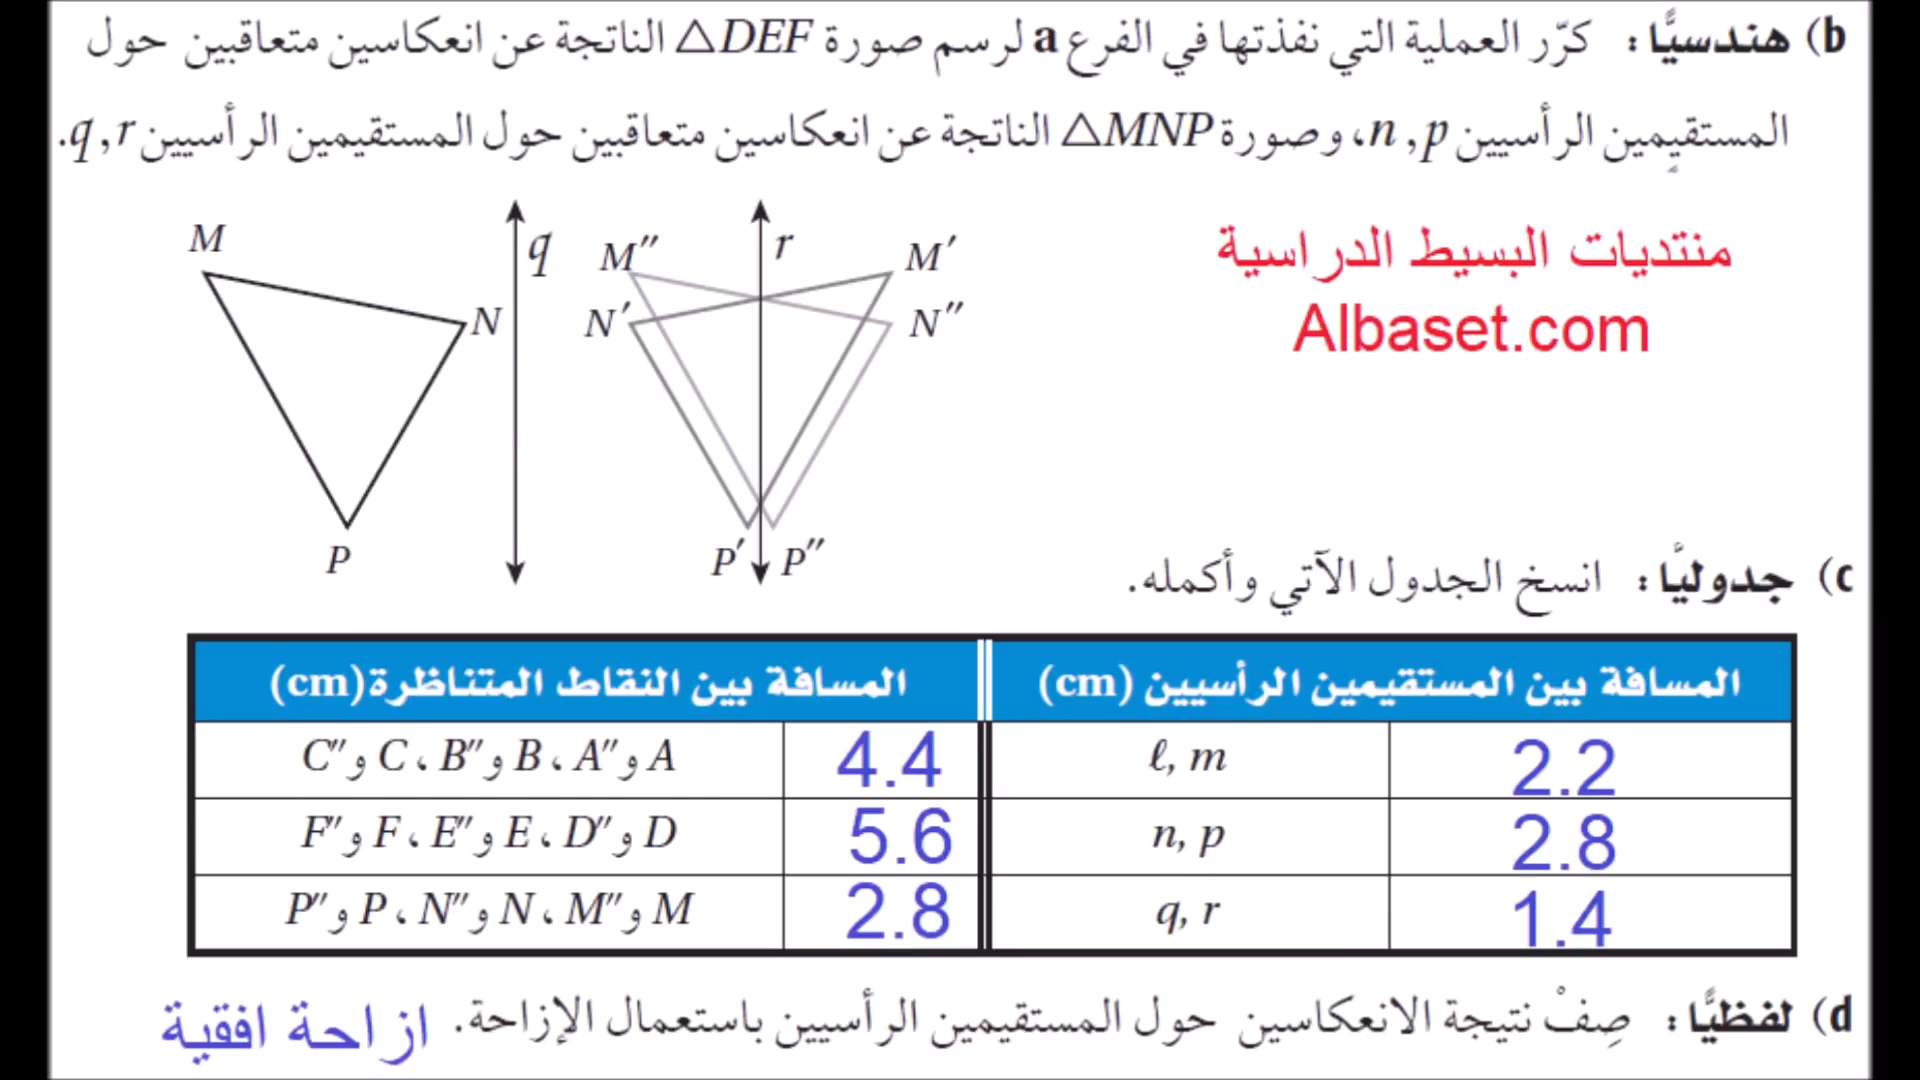 (b هندسيًّا : كرّر العملية التي نفذتها في الفرع a لرسم صورة △DEF الناتجة عن انعكاسين متعاقبين حول
المستقيمين الرأسيين n, p، وصورة △MNP الناتجة عن انعكاسين متعاقبين حول المستقيمين الرأسيين q, r.
M q M″ r M′
N N′ N″
P P′ P″
منتديات البسيط الدراسية
Albaset.com
(c جدوليًّا : انسخ الجدول الآتي وأكمله.
المسافة بين المستقيمين الرأسيين (cm) المسافة بين النقاط المتناظرة (cm)
2.2 ℓ, m 4.4 A و A″ ، B و B″ ، C و C″
2.8 n, p 5.6 D و D″ ، E و E″ ، F و F″
1.4 q, r 2.8 M و M″ ، N و N″ ، P و P″
(d لفظيًّا : صِفْ نتيجة الانعكاسين حول المستقيمين الرأسيين باستعمال الإزاحة. ازاحة افقية